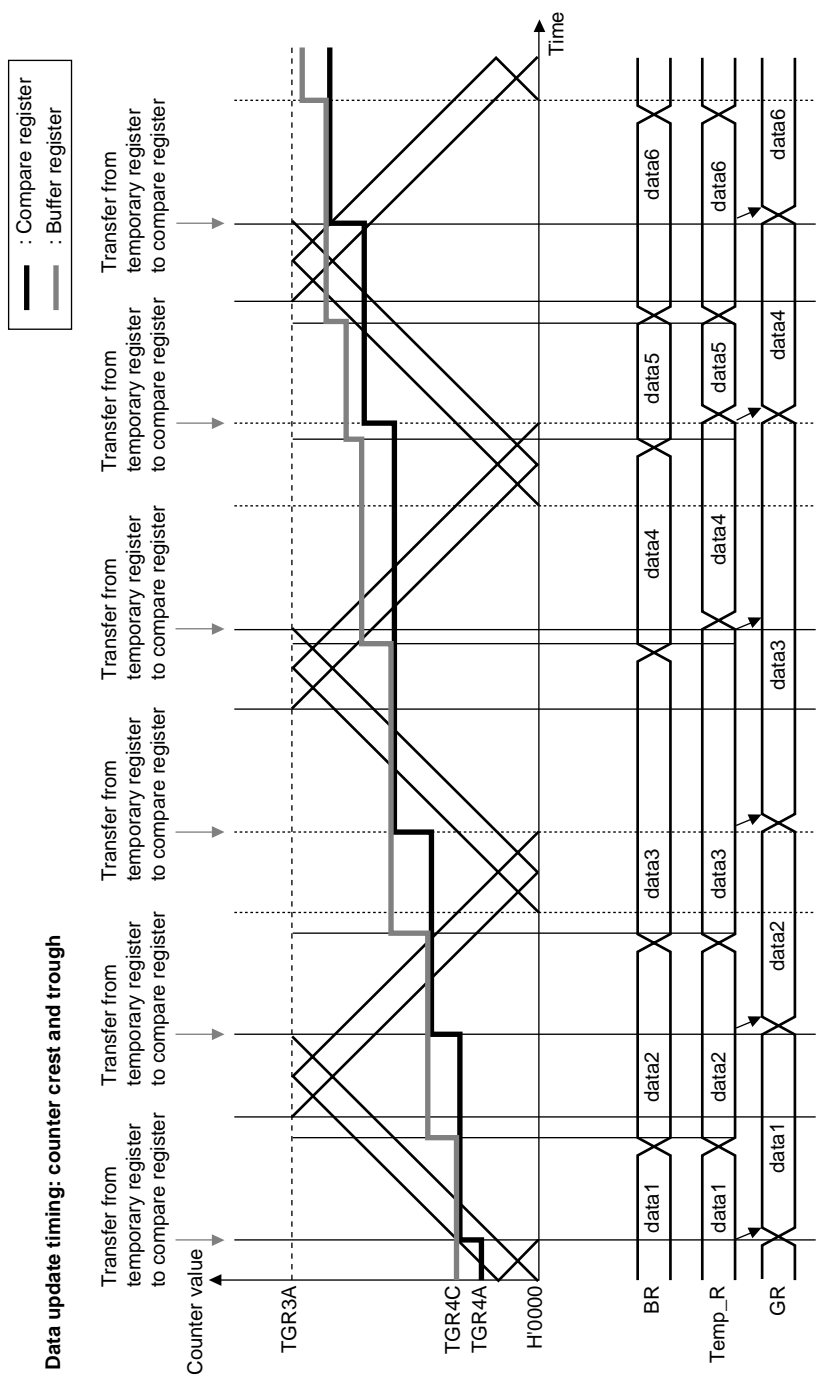 Data update timing: counter crest and trough
: Compare register
: Buffer register
Transfer from
temporary register
to compare register
Transfer from
temporary register
to compare register
Transfer from
temporary register
to compare register
Transfer from
temporary register
to compare register
Transfer from
temporary register
to compare register
Transfer from
temporary register
to compare register
Counter value
TGR3A
TGR4C
TGR4A
H'0000
Time
BR
data1
data2
data3
data4
data5
data6
Temp_R
data1
data2
data3
data4
data5
data6
GR
data1
data2
data3
data4
data6